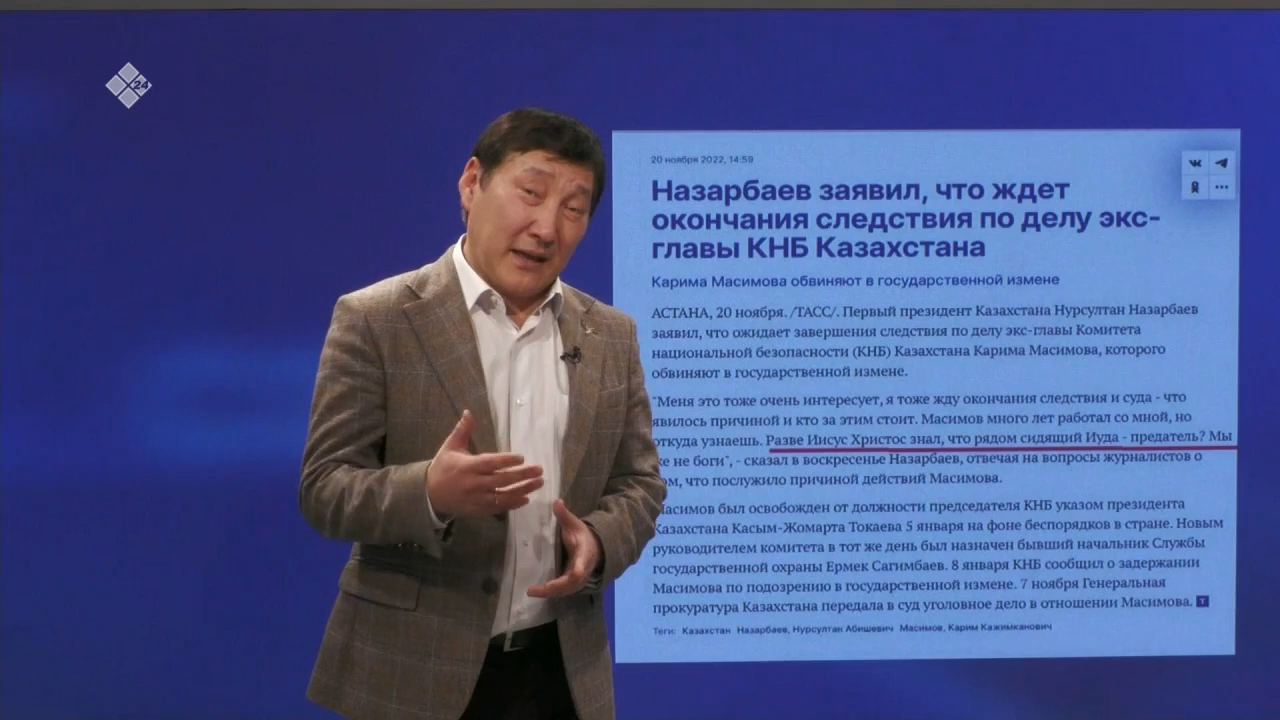 24
20 ноября 2022, 14:59
Назарбаев заявил, что ждет
окончания следствия по делу экс-
главы КНБ Казахстана
Карима Масимова обвиняют в государственной измене
АСТАНА, 20 ноября. /ТАСС/. Первый президент Казахстана Нурсултан Назарбаев
заявил, что ожидает завершения следствия по делу экс-главы Комитета
национальной безопасности (КНБ) Казахстана Карима Масимова, которого
обвиняют в государственной измене.
"Меня это тоже очень интересует, я тоже жду окончания следствия и суда - что
явилось причиной и кто за этим стоит. Масимов много лет работал со мной, но
откуда узнаешь. Разве Иисус Христос знал, что рядом сидящий Иуда - предатель? Мы
же не боги", - сказал в воскресенье Назарбаев, отвечая на вопросы журналистов о
том, что послужило причиной действий Масимова.
Масимов был освобожден от должности председателя КНБ указом президента
Казахстана Касым-Жомарта Токаева 5 января на фоне беспорядков в стране. Новым
руководителем комитета в тот же день был назначен бывший начальник Службы
государственной охраны Ермек Сагимбаев. 8 января КНБ сообщил о задержании
Масимова по подозрению в государственной измене. 7 ноября Генеральная
прокуратура Казахстана передала в суд уголовное дело в отношении Масимова.
Теги: Казахстан Назарбаев, Нурсултан Абишевич Масимов, Карим Кажимканович